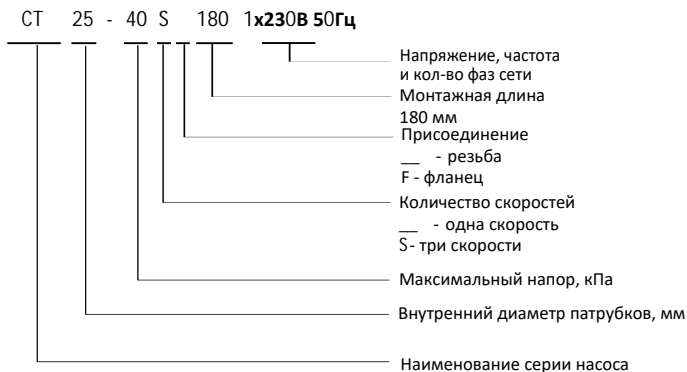 CT 25 - 40 S 180 1x230В 50Гц
Напряжение, частота
и кол-во фаз сети
Монтажная длина
180 мм
Присоединение
__ - резьба
F - фланец
Количество скоростей
__ - одна скорость
S - три скорости
Максимальный напор, кПа
Внутренний диаметр патрубков, мм
Наименование серии насоса